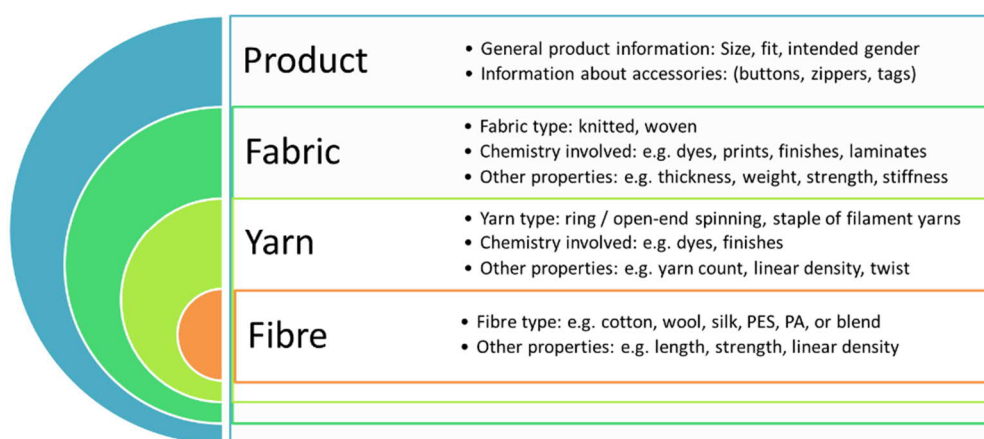 Product
• General product information: Size, fit, intended gender
• Information about accessories: (buttons, zippers, tags)
Fabric
• Fabric type: knitted, woven
• Chemistry involved: e.g. dyes, prints, finishes, laminates
• Other properties: e.g. thickness, weight, strength, stiffness
Yarn
• Yarn type: ring / open-end spinning, staple of filament yarns
• Chemistry involved: e.g. dyes, finishes
• Other properties: e.g. yarn count, linear density, twist
Fibre
• Fibre type: e.g. cotton, wool, silk, PES, PA, or blend
• Other properties: e.g. length, strength, linear density